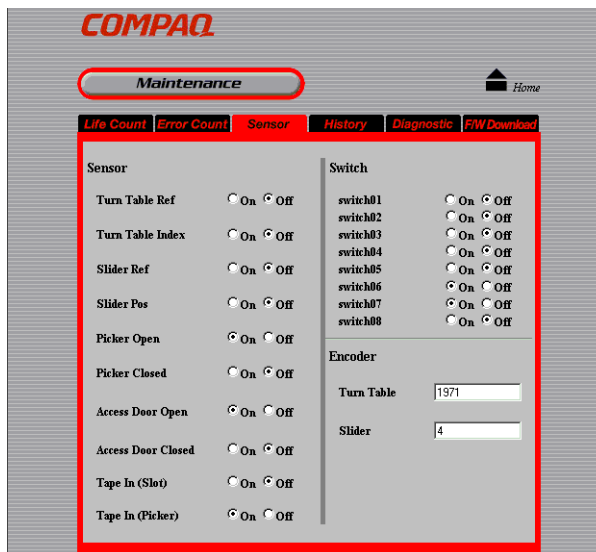 COMPAQ
Maintenance
Home
Life Count Error Count Sensor History Diagnostic F/W Download
Sensor
Turn Table Ref On Off
Turn Table Index On Off
Slider Ref On Off
Slider Pos On Off
Picker Open On Off
Picker Closed On Off
Access Door Open On Off
Access Door Closed On Off
Tape In (Slot) On Off
Tape In (Picker) On Off
Switch
switch01 On Off
switch02 On Off
switch03 On Off
switch04 On Off
switch05 On Off
switch06 On Off
switch07 On Off
switch08 On Off
Encoder
Turn Table 1971
Slider 4